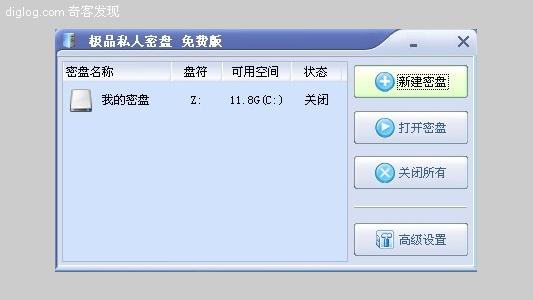 diglog.com 奇客发现
极品私人密盘 免费版
密盘名称 盘符 可用空间 状态
我的密盘 Z: 11.8G(C:) 关闭
新建密盘
打开密盘
关闭所有
高级设置